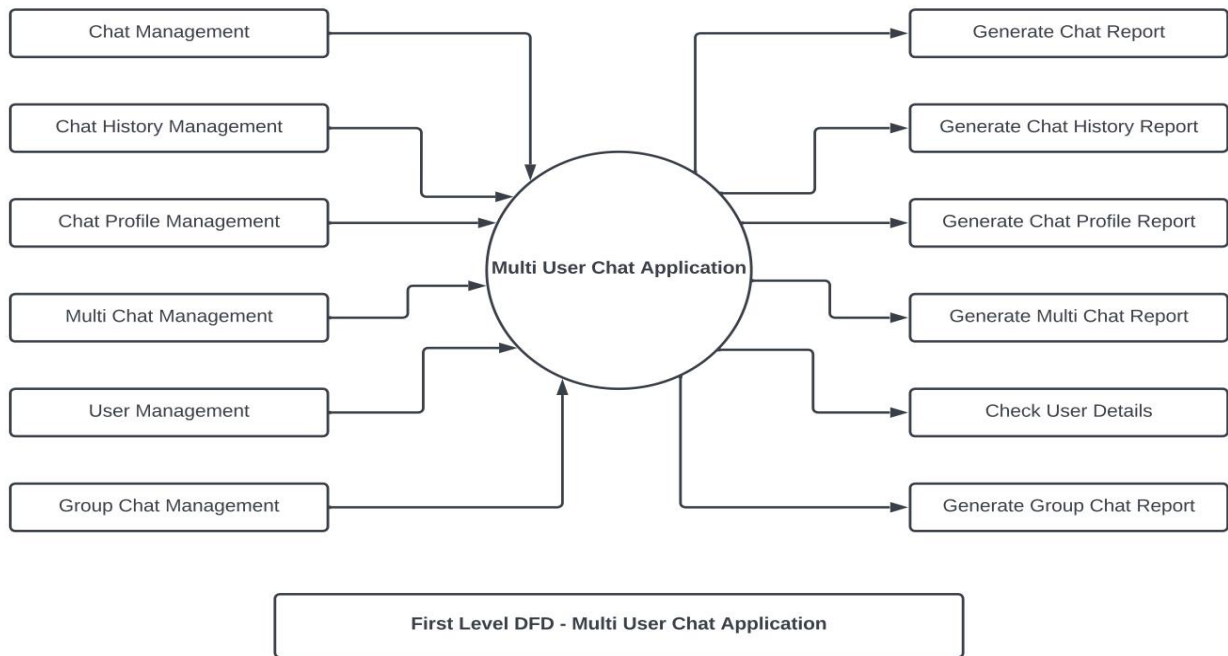 Chat Management
Generate Chat Report
Chat History Management
Generate Chat History Report
Chat Profile Management
Generate Chat Profile Report
Multi User Chat Application
Multi Chat Management
Generate Multi Chat Report
User Management
Check User Details
Group Chat Management
Generate Group Chat Report
First Level DFD - Multi User Chat Application